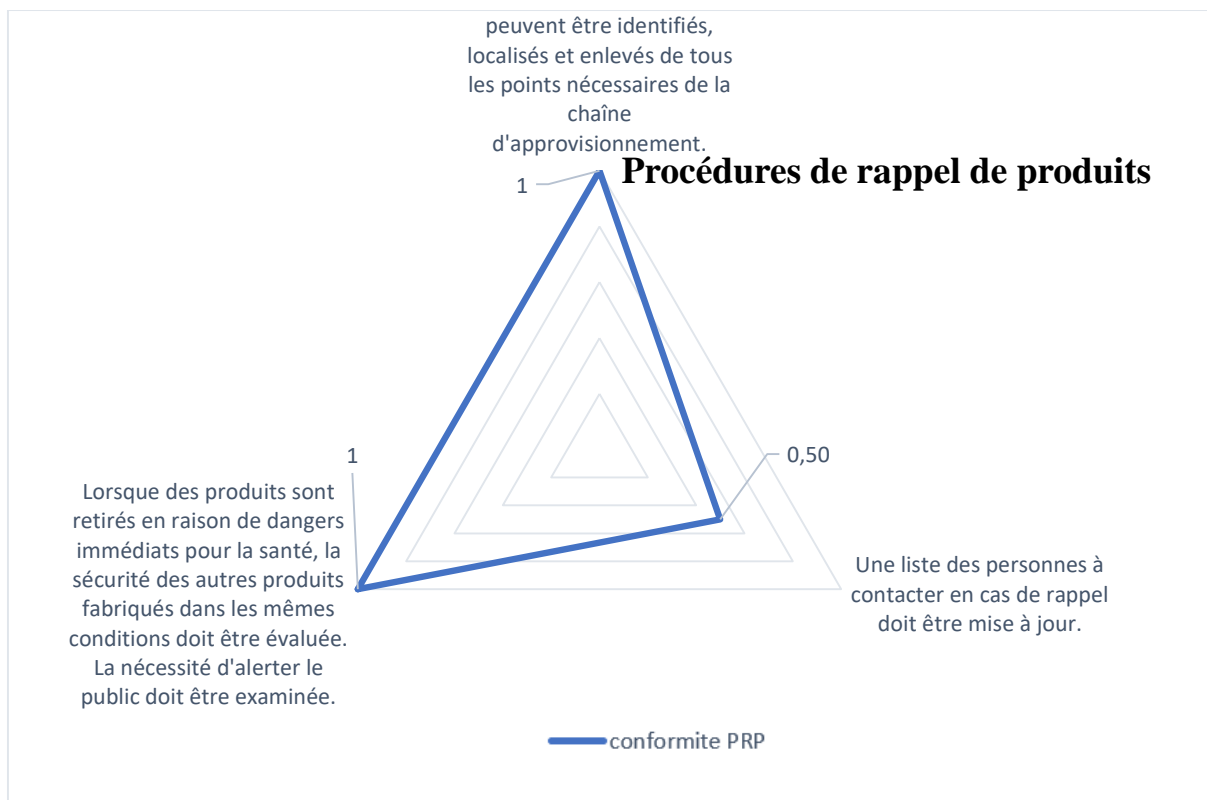 peuvent être identifiés,
localisés et enlevés de tous
les points nécessaires de la
chaîne
d'approvisionnement.
Procédures de rappel de produits
1
0,50
1
Lorsque des produits sont
retirés en raison de dangers
immédiats pour la santé, la
sécurité des autres produits
fabriqués dans les mêmes
conditions doit être évaluée.
La nécessité d'alerter le
public doit être examinée.
Une liste des personnes à
contacter en cas de rappel
doit être mise à jour.
conformite PRP